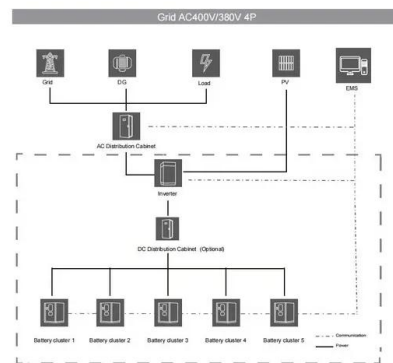 Grid AC400V/380V 4P
Grid
DG
Load
PV
EMS
AC Distribution Cabinet
Inverter
DC Distribution Cabinet (Optional)
Battery cluster 1
Battery cluster 2
Battery cluster 3
Battery cluster 4
Battery cluster 5
Communication
Power